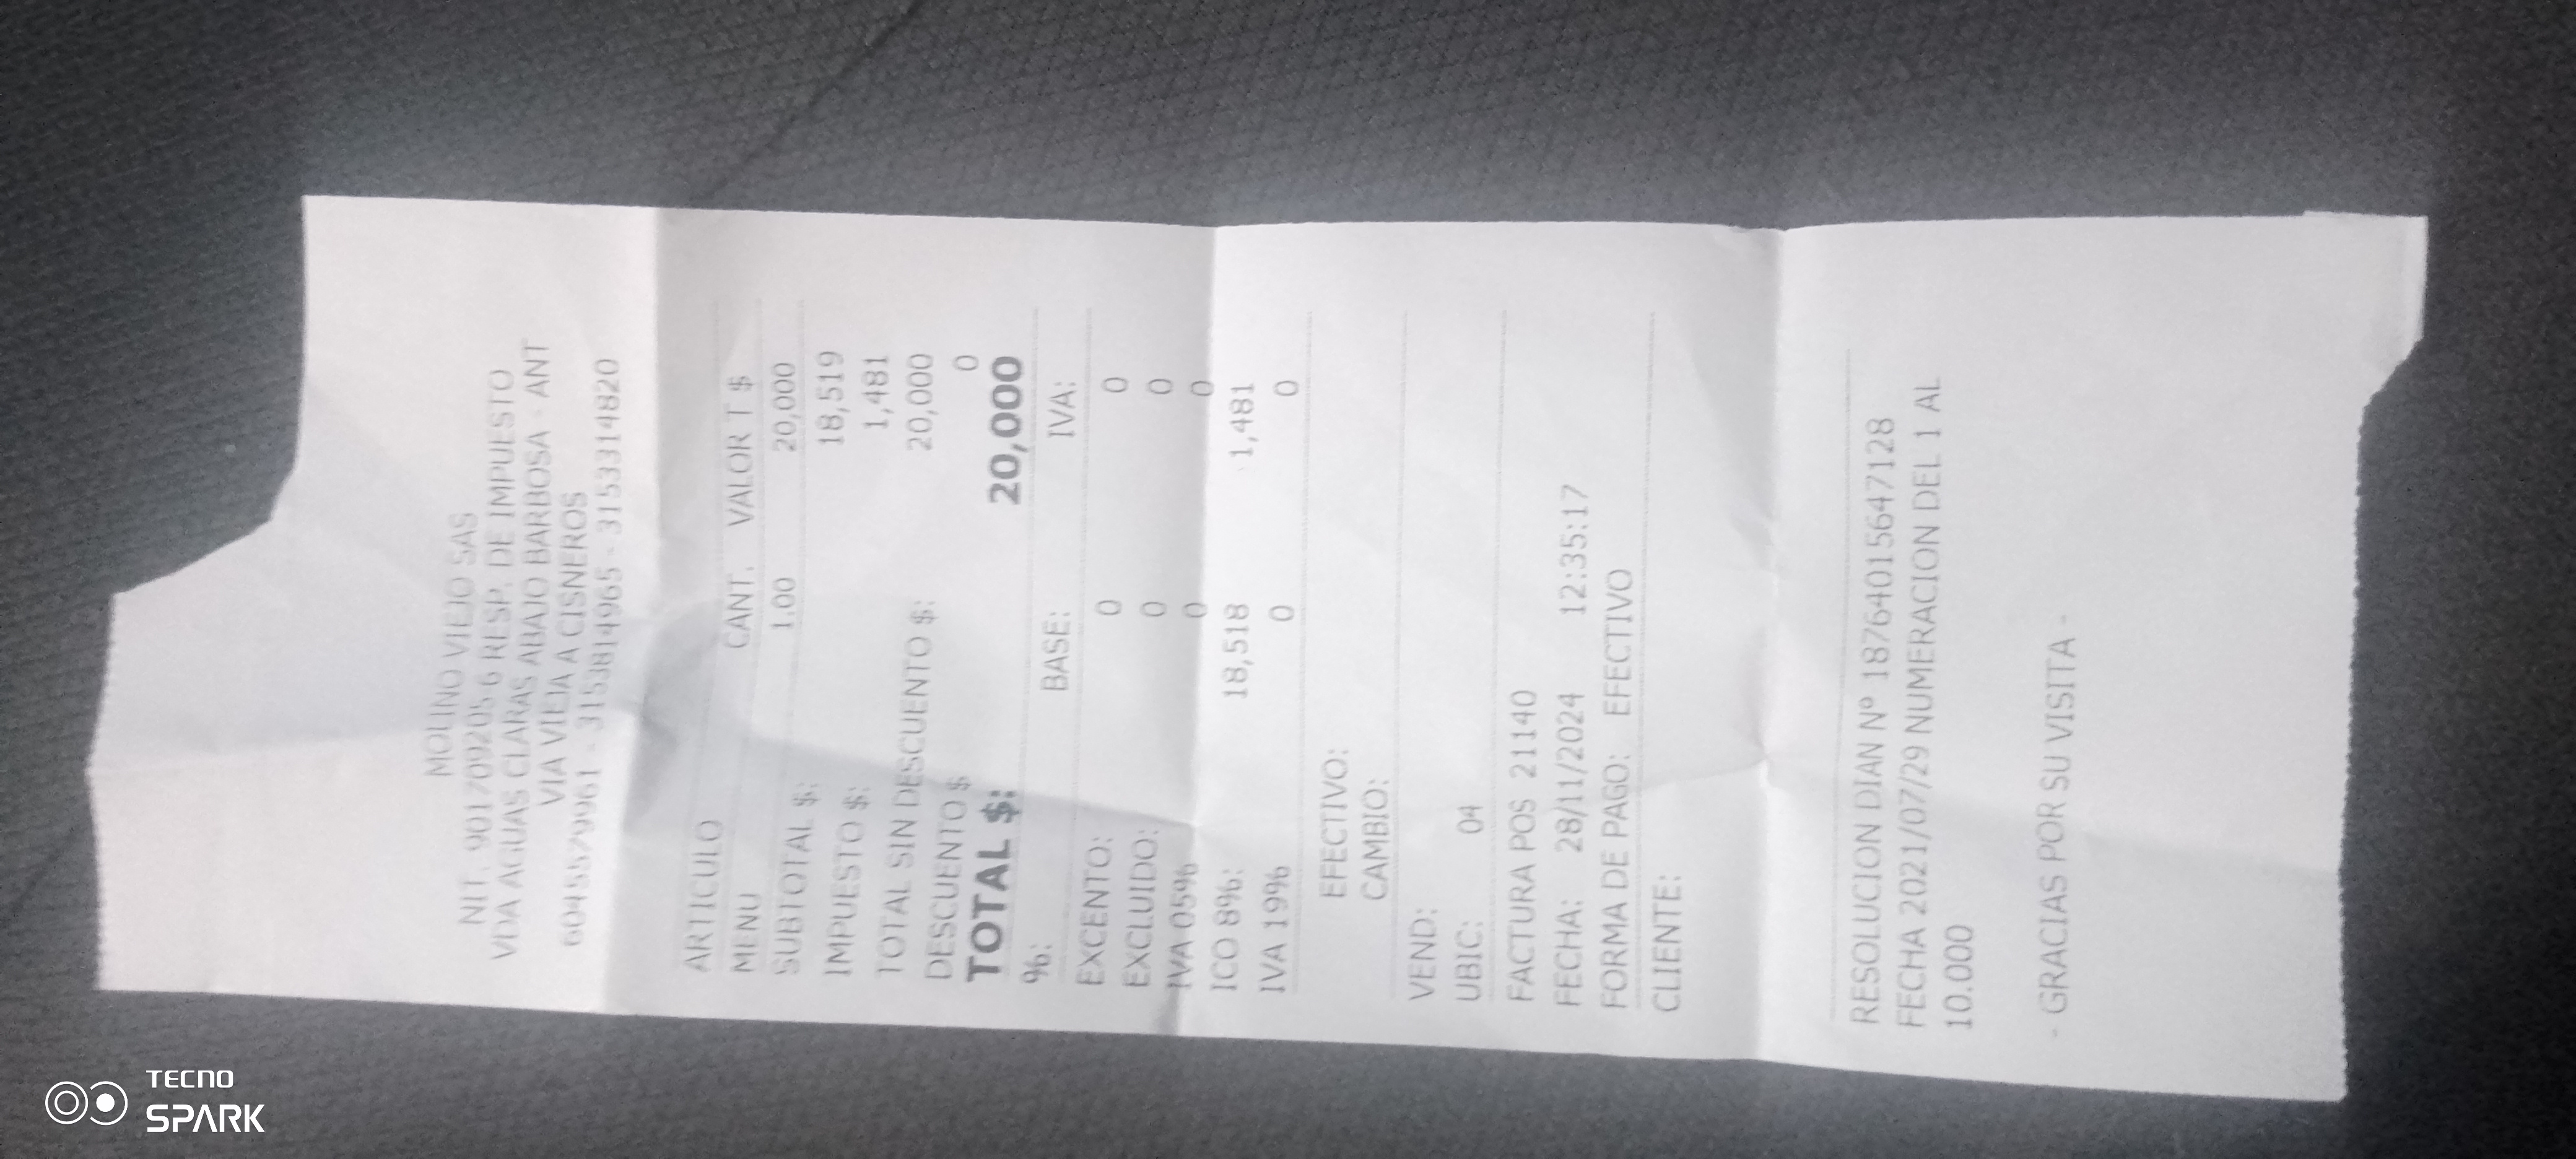 MOLINO VIEJO SAS
NIT. 901709205-6 RESP. DE IMPUESTO
VDA AGUAS CLARAS ABAJO BARBOSA - ANT
VIA VIEJA A CISNEROS
6045579961 - 3153814965 - 3153314820
ARTICULO CANT. VALOR T $
MENU 1.00 20,000
SUBTOTAL $: 18,519
IMPUESTO $: 1,481
TOTAL SIN DESCUENTO $: 20,000
DESCUENTO $ 0
TOTAL $: 20,000
%: BASE: IVA:
EXCENTO: 0 0
EXCLUIDO: 0 0
IVA 05% 0 0
ICO 8%: 18,518 1,481
IVA 19% 0 0
EFECTIVO:
CAMBIO:
VEND:
UBIC: 04
FACTURA POS 21140
FECHA: 28/11/2024 12:35:17
FORMA DE PAGO: EFECTIVO
CLIENTE:
RESOLUCION DIAN Nº 18764015647128
FECHA 2021/07/29 NUMERACION DEL 1 AL
10.000
- GRACIAS POR SU VISITA -
TECNO
SPARK